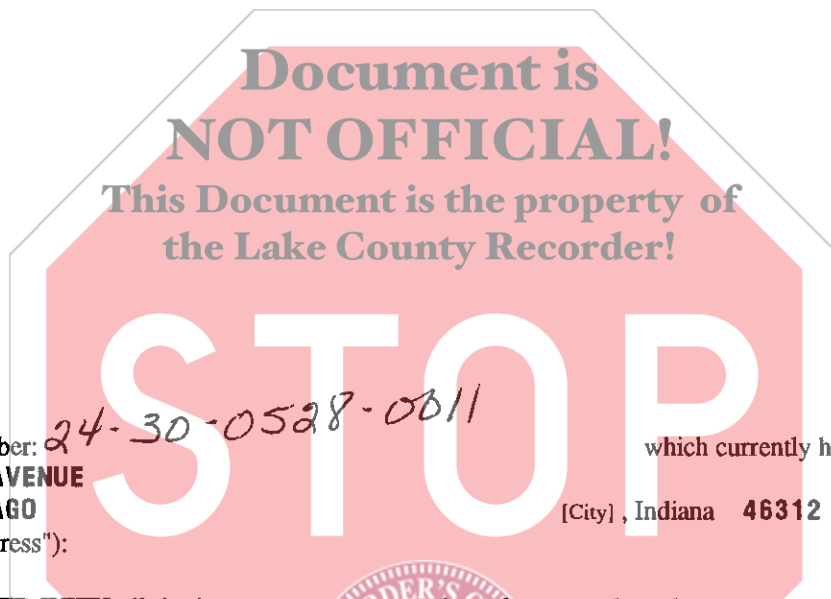 Document is
NOT OFFICIAL!
This Document is the property of
the Lake County Recorder!
STOP
ber: 24-30-0528-0011 which currently h
AVENUE
AGO [City] , Indiana 46312
ress"):